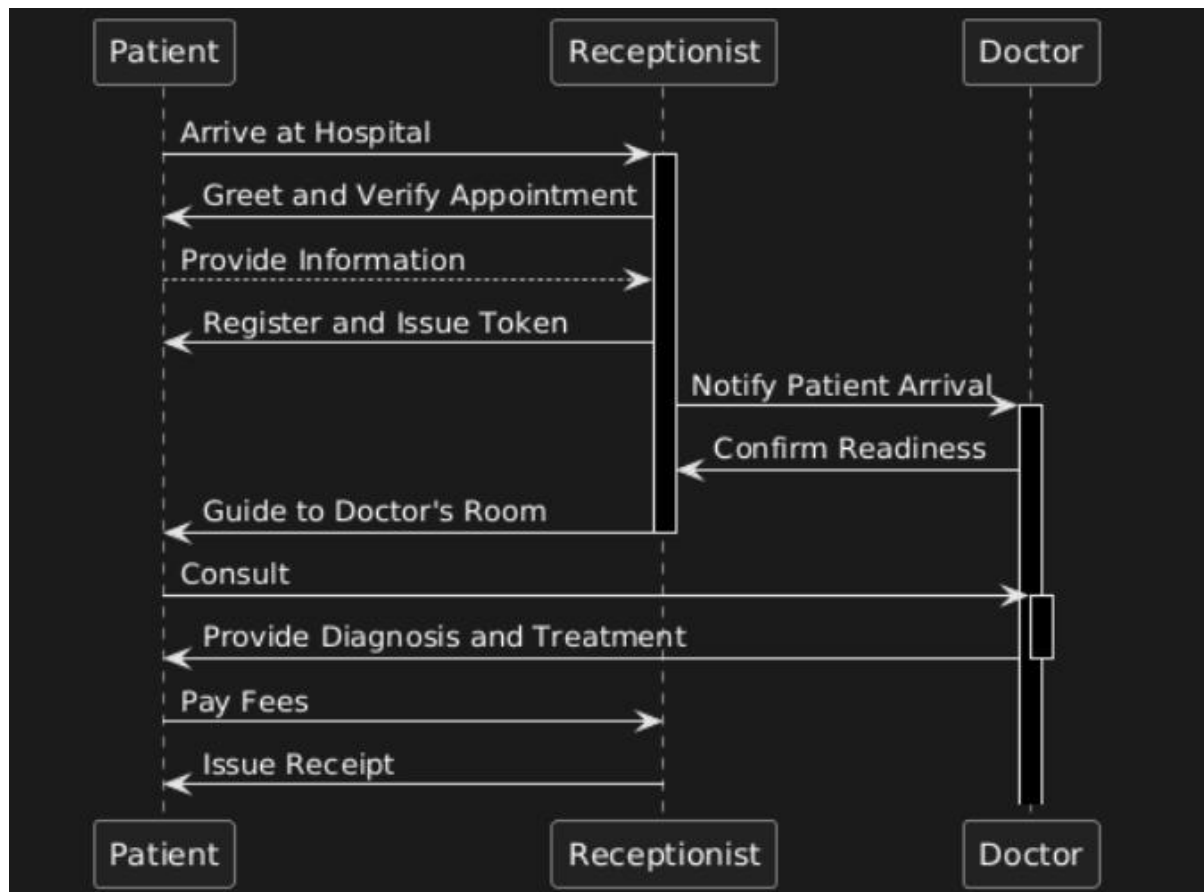 Patient
Receptionist
Doctor
Arrive at Hospital
Greet and Verify Appointment
Provide Information
Register and Issue Token
Notify Patient Arrival
Confirm Readiness
Guide to Doctor's Room
Consult
Provide Diagnosis and Treatment
Pay Fees
Issue Receipt
Patient
Receptionist
Doctor